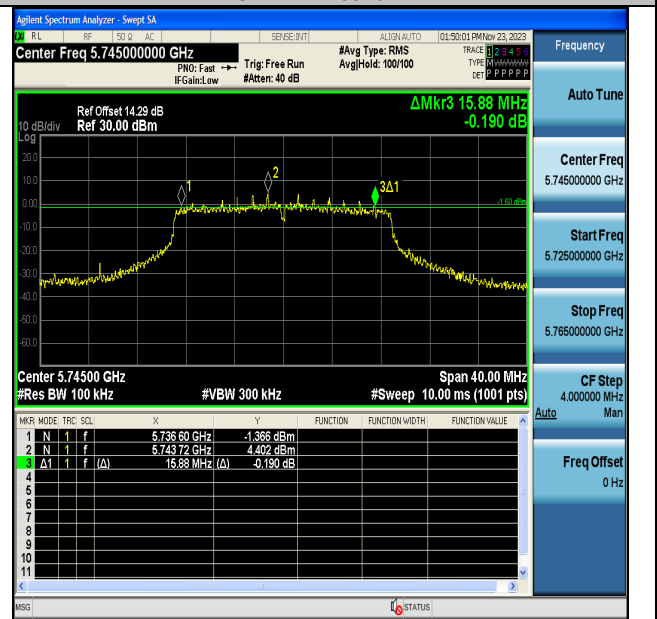 Agilent Spectrum Analyzer - Swept SA
RL RF 50 Ω AC SENSE:INT ALIGN AUTO 01:50:01 PM Nov 23, 2023
Center Freq 5.745000000 GHz
PNO: Fast
IFGain:Low
Trig: Free Run
#Atten: 40 dB
#Avg Type: RMS
Avg|Hold: 100/100
TRACE 1 2 3 4 5 6
TYPE M
DET P P P P P P
Frequency
Auto Tune
Center Freq
5.745000000 GHz
Start Freq
5.725000000 GHz
Stop Freq
5.765000000 GHz
CF Step
4.000000 MHz
Auto Man
Freq Offset
0 Hz
ΔMkr3 15.88 MHz
-0.190 dB
Ref Offset 14.29 dB
10 dB/div Ref 30.00 dBm
Log
20.0
10.0
0.00
-10.0
-20.0
-30.0
-50.0
-60.0
1
2
3Δ1
-1.60 dBm
Center 5.74500 GHz Span 40.00 MHz
#Res BW 100 kHz #VBW 300 kHz #Sweep 10.00 ms (1001 pts)
MKR MODE TRC SCL X Y FUNCTION FUNCTION WIDTH FUNCTION VALUE
1 N 1 f 5.736 60 GHz -1.366 dBm
2 N 1 f 5.743 72 GHz 4.402 dBm
3 Δ1 1 f (Δ) 15.88 MHz (Δ) -0.190 dB
4
5
6
7
8
9
10
11
MSG STATUS